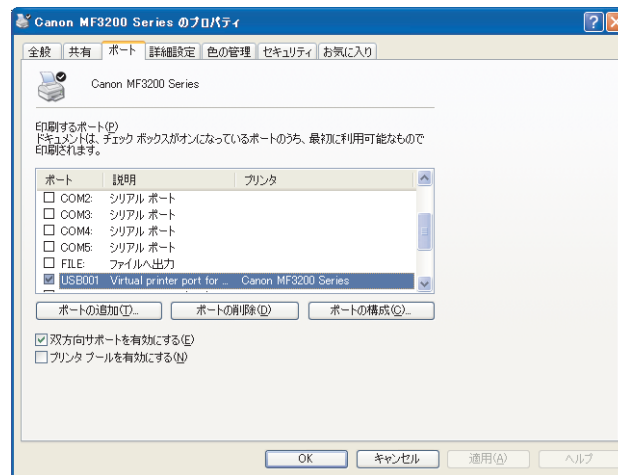 Canon MF3200 Series のプロパティ
全般 共有 ポート 詳細設定 色の管理 セキュリティ お気に入り
Canon MF3200 Series
印刷するポート(P)
ドキュメントは、チェック ボックスがオンになっているポートのうち、最初に利用可能なもので
印刷されます。
ポート 説明 プリンタ
COM2: シリアル ポート
COM3: シリアル ポート
COM4: シリアル ポート
COM5: シリアル ポート
FILE: ファイルへ出力
USB001 Virtual printer port for ... Canon MF3200 Series
ポートの追加(T)... ポートの削除(D) ポートの構成(C)...
双方向サポートを有効にする(E)
プリンタ プールを有効にする(N)
OK キャンセル 適用(A) ヘルプ